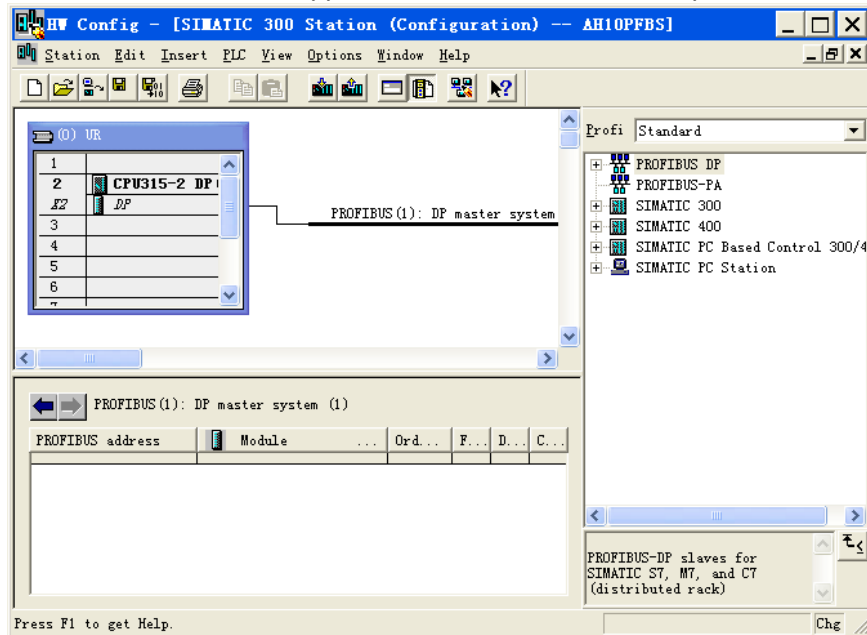 HW Config - [SIMATIC 300 Station (Configuration) -- AH10PFBS]
Station Edit Insert PLC View Options Window Help
(0) UR
1
2 CPU315-2 DP
X2 DP
3
4
5
6
7
PROFIBUS(1): DP master system
Profi Standard
PROFIBUS DP
PROFIBUS-PA
SIMATIC 300
SIMATIC 400
SIMATIC PC Based Control 300/4
SIMATIC PC Station
PROFIBUS(1): DP master system (1)
PROFIBUS address Module ... Ord... F... D... C...
PROFIBUS-DP slaves for
SIMATIC S7, M7, and C7
(distributed rack)
Press F1 to get Help.
Chg